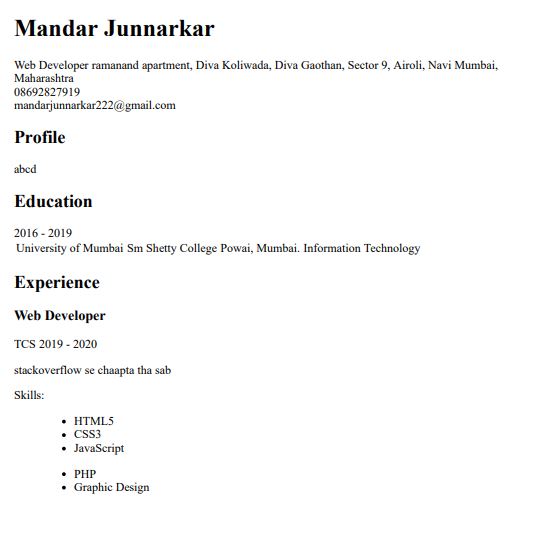 Mandar Junnarkar
Web Developer ramanand apartment, Diva Koliwada, Diva Gaothan, Sector 9, Airoli, Navi Mumbai,
Maharashtra
08692827919
mandarjunnarkar222@gmail.com
Profile
abcd
Education
2016 - 2019
University of Mumbai Sm Shetty College Powai, Mumbai. Information Technology
Experience
Web Developer
TCS 2019 - 2020
stackoverflow se chaapta tha sab
Skills:
• HTML5
• CSS3
• JavaScript
• PHP
• Graphic Design